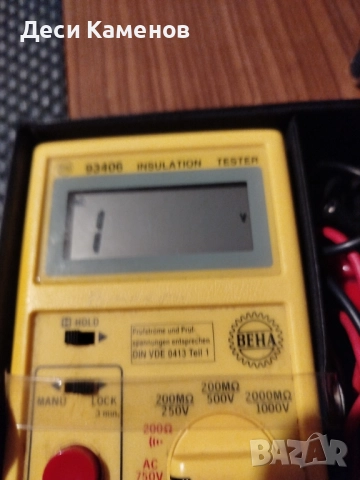 Деси Каменов
93406 INSULATION TESTER
1
V
HOLD
Prüfströme und Prüf-
spannungen entsprechen
DIN VDE 0413 Teil 1
BEHA
MANU LOCK
3 min.
200MΩ
250V
200MΩ
500V
2000MΩ
1000V
200Ω
AC
750V
BAZAR